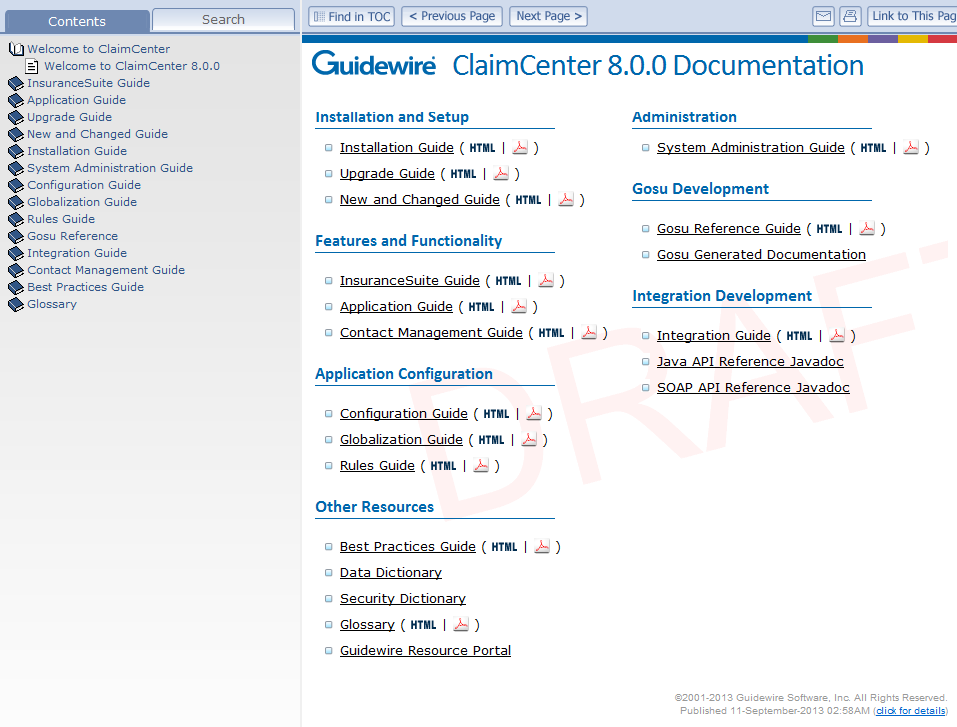 Contents
Search
Find in TOC
< Previous Page
Next Page >
Link to This Pag
Welcome to ClaimCenter
Welcome to ClaimCenter 8.0.0
InsuranceSuite Guide
Application Guide
Upgrade Guide
New and Changed Guide
Installation Guide
System Administration Guide
Configuration Guide
Globalization Guide
Rules Guide
Gosu Reference
Integration Guide
Contact Management Guide
Best Practices Guide
Glossary
Guidewire ClaimCenter 8.0.0 Documentation
Installation and Setup
Installation Guide ( HTML | )
Upgrade Guide ( HTML | )
New and Changed Guide ( HTML | )
Features and Functionality
InsuranceSuite Guide ( HTML | )
Application Guide ( HTML | )
Contact Management Guide ( HTML | )
Application Configuration
Configuration Guide ( HTML | )
Globalization Guide ( HTML | )
Rules Guide ( HTML | )
Other Resources
Best Practices Guide ( HTML | )
Data Dictionary
Security Dictionary
Glossary ( HTML | )
Guidewire Resource Portal
Administration
System Administration Guide ( HTML | )
Gosu Development
Gosu Reference Guide ( HTML | )
Gosu Generated Documentation
Integration Development
Integration Guide ( HTML | )
Java API Reference Javadoc
SOAP API Reference Javadoc
DRAFT
©2001-2013 Guidewire Software, Inc. All Rights Reserved.
Published 11-September-2013 02:58AM (click for details)